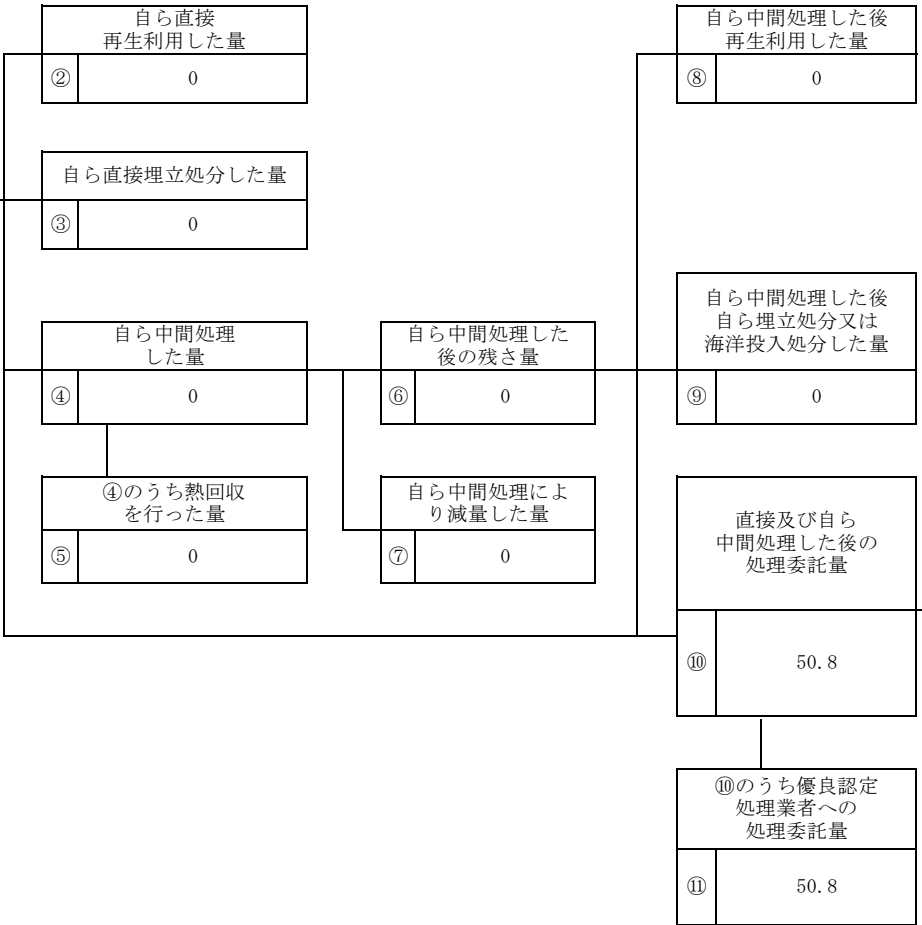 自ら直接
再生利用した量
② 0
自ら中間処理した後
再生利用した量
⑧ 0
自ら直接埋立処分した量
③ 0
自ら中間処理した後
自ら埋立処分又は
海洋投入処分した量
⑨ 0
自ら中間処理
した量
④ 0
自ら中間処理した
後の残さ量
⑥ 0
④のうち熱回収
を行った量
⑤ 0
自ら中間処理によ
り減量した量
⑦ 0
直接及び自ら
中間処理した後の
処理委託量
⑩ 50.8
⑩のうち優良認定
処理業者への
処理委託量
⑪ 50.8